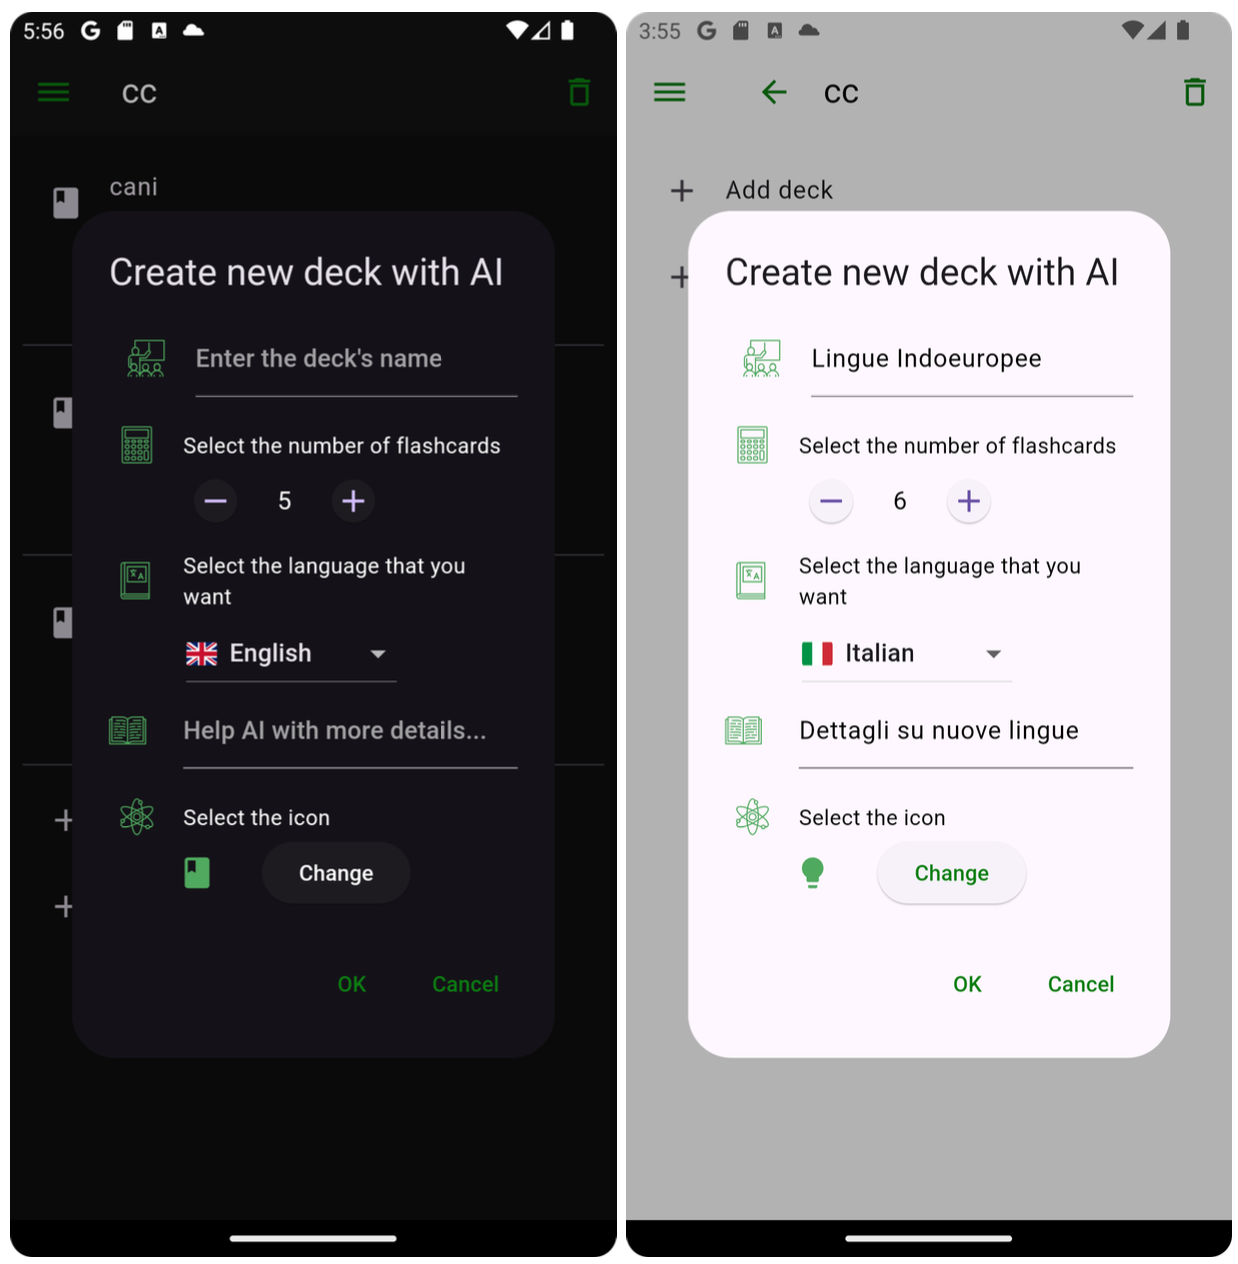 5:56
cc
cani
Create new deck with AI
Enter the deck's name
Select the number of flashcards
5
Select the language that you
want
English
Help AI with more details...
Select the icon
Change
OK Cancel
3:55
cc
Add deck
Create new deck with AI
Lingue Indoeuropee
Select the number of flashcards
6
Select the language that you
want
Italian
Dettagli su nuove lingue
Select the icon
Change
OK Cancel